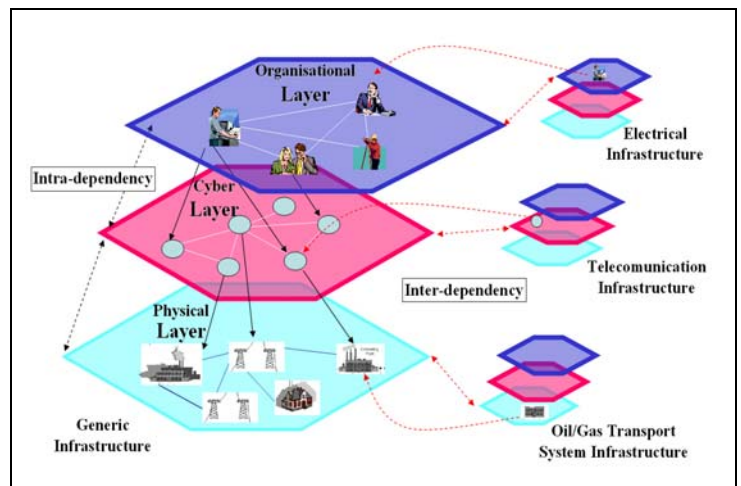 Organisational
Layer
Electrical
Infrastructure
Intra-dependency
Cyber
Layer
Telecomunication
Infrastructure
Inter-dependency
Physical
Layer
Generic
Infrastructure
Oil/Gas Transport
System Infrastructure